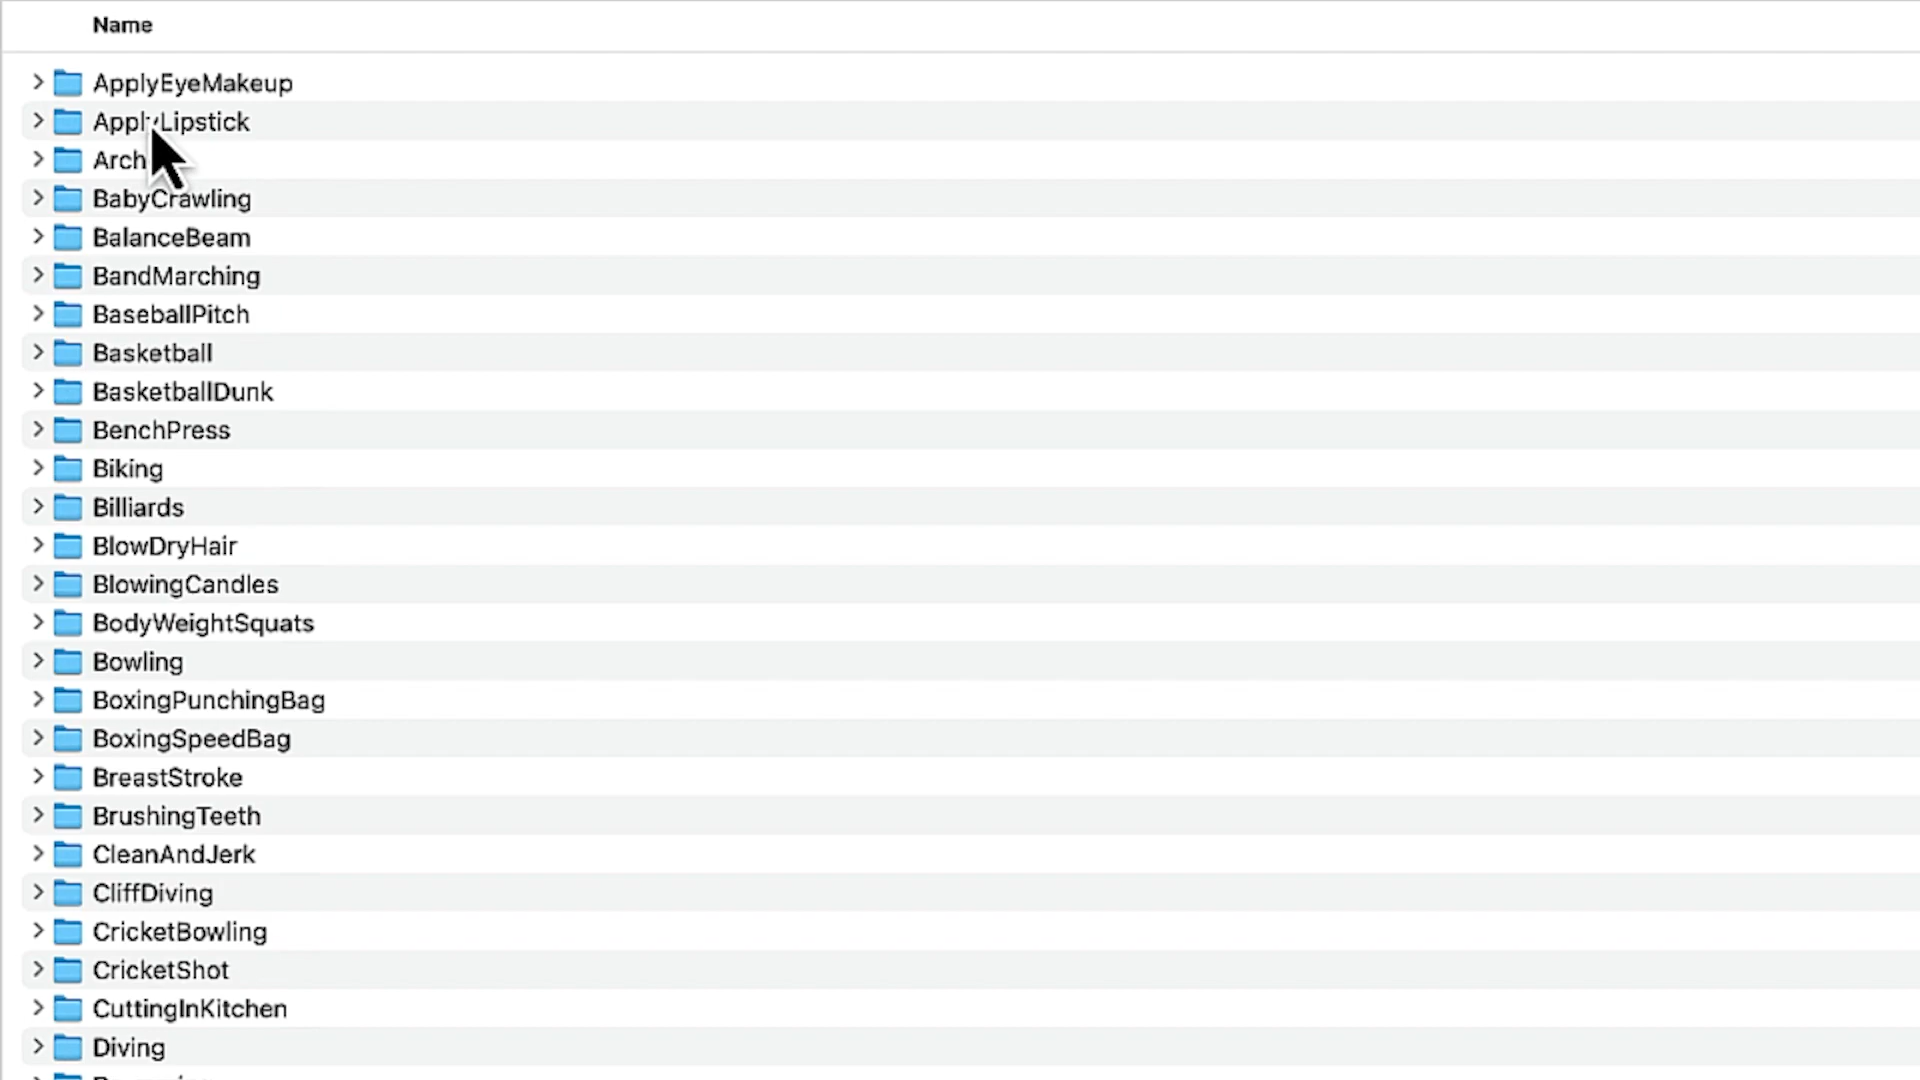 Name
ApplyEyeMakeup
ApplyLipstick
Arch
BabyCrawling
BalanceBeam
BandMarching
BaseballPitch
Basketball
BasketballDunk
BenchPress
Biking
Billiards
BlowDryHair
BlowingCandles
BodyWeightSquats
Bowling
BoxingPunchingBag
BoxingSpeedBag
BreastStroke
BrushingTeeth
CleanAndJerk
CliffDiving
CricketBowling
CricketShot
CuttingInKitchen
Diving